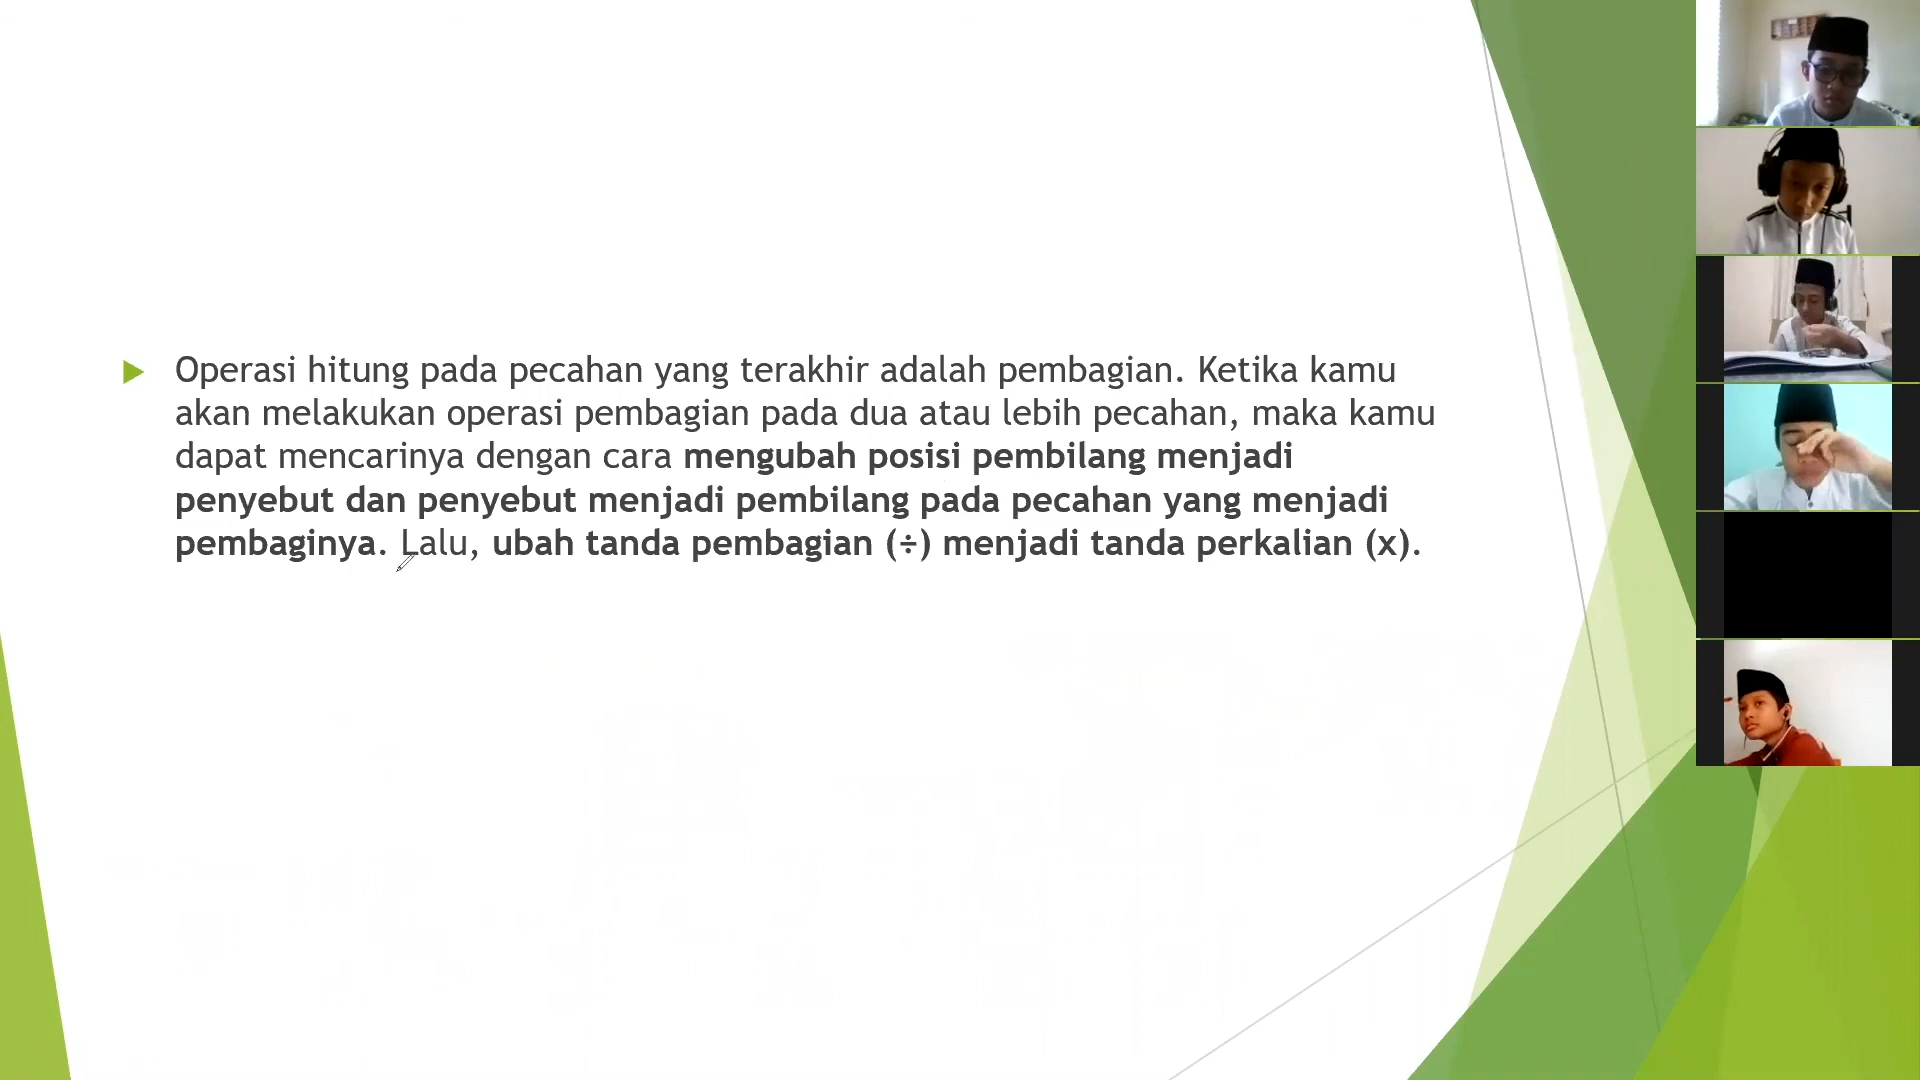 Operasi hitung pada pecahan yang terakhir adalah pembagian. Ketika kamu
akan melakukan operasi pembagian pada dua atau lebih pecahan, maka kamu
dapat mencarinya dengan cara mengubah posisi pembilang menjadi
penyebut dan penyebut menjadi pembilang pada pecahan yang menjadi
pembaginya. Lalu, ubah tanda pembagian (÷) menjadi tanda perkalian (x).